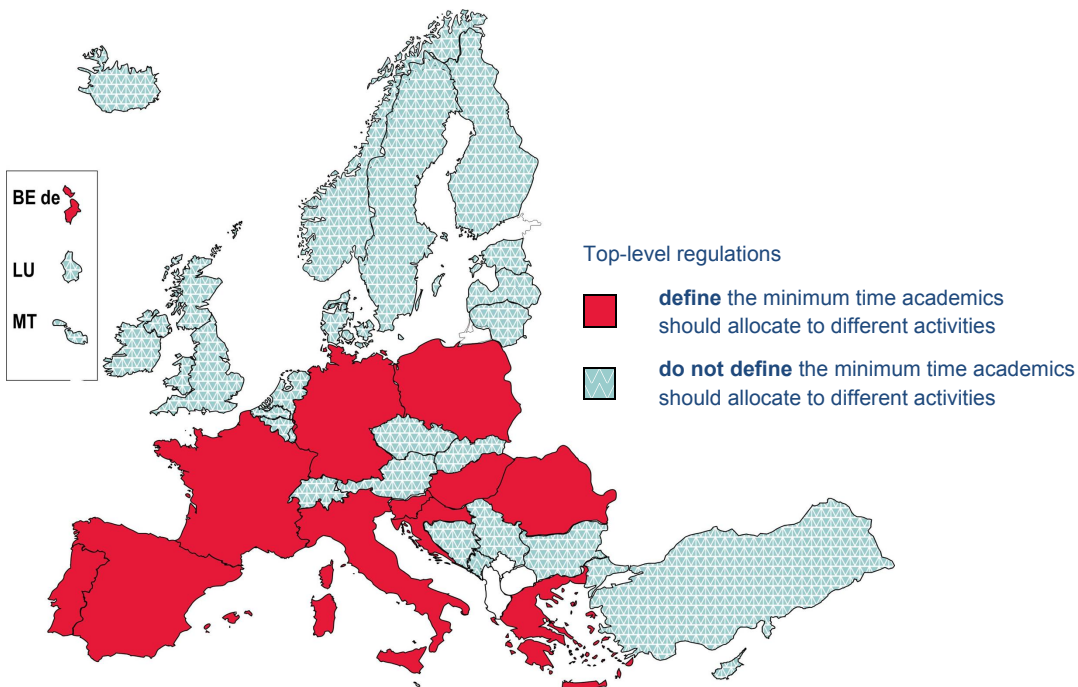 BE de
LU
MT
Top-level regulations
define the minimum time academics
should allocate to different activities
do not define the minimum time academics
should allocate to different activities